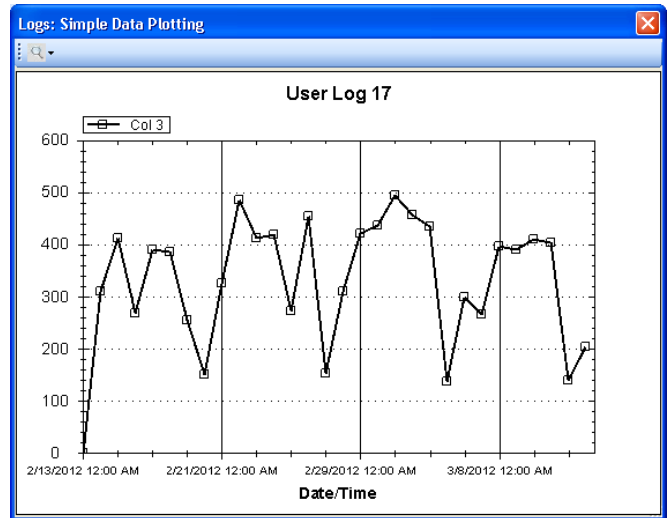 Logs: Simple Data Plotting
User Log 17
Col 3
600
500
400
300
200
100
0
2/13/2012 12:00 AM 2/21/2012 12:00 AM 2/29/2012 12:00 AM 3/8/2012 12:00 AM
Date/Time